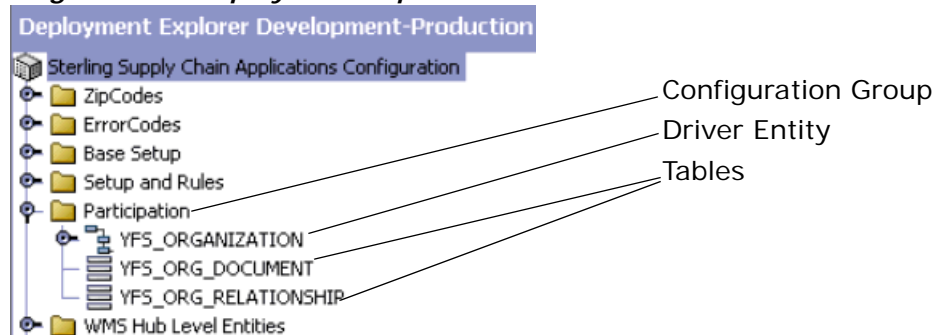 Deployment Explorer Development-Production
Sterling Supply Chain Applications Configuration
ZipCodes
ErrorCodes
Base Setup
Setup and Rules
Participation
YFS_ORGANIZATION
YFS_ORG_DOCUMENT
YFS_ORG_RELATIONSHIP
WMS Hub Level Entities
Configuration Group
Driver Entity
Tables